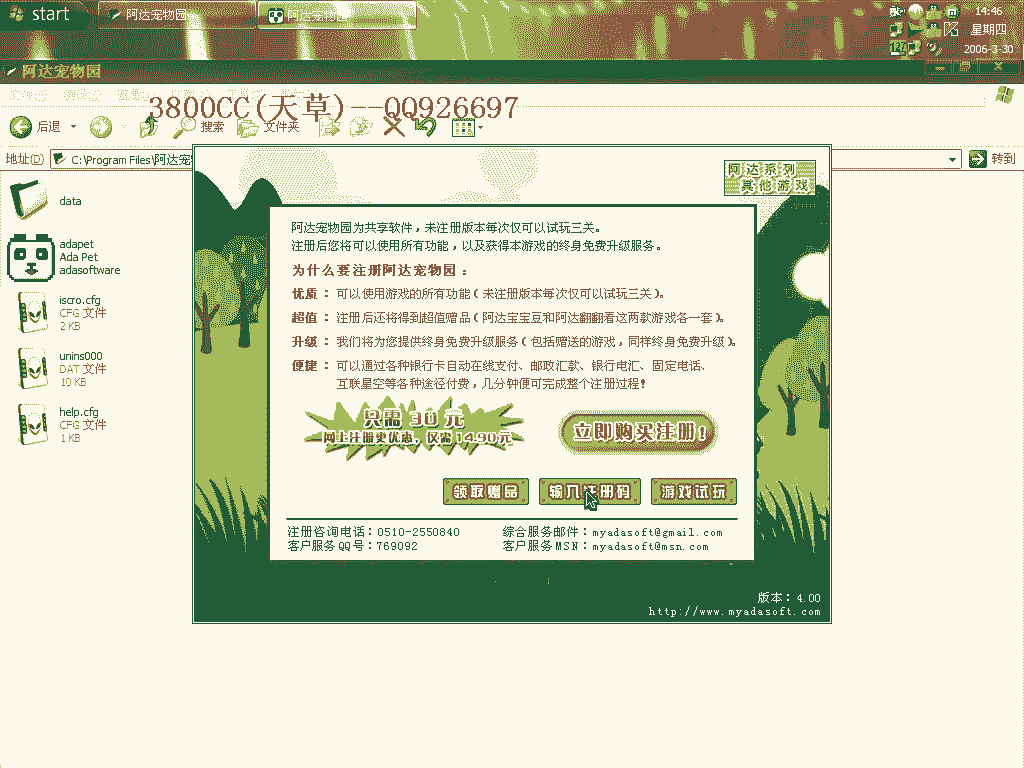 start
阿达宠物园
阿达宠物园
14:46
星期四
2006-3-30
阿达宠物园
3800CC(天草)--QQ926697
后退
搜索
文件夹
地址(D)
C:\Program Files\阿达宠
转到
data
adapet
Ada Pet
adasoftware
iscro.cfg
CFG 文件
2 KB
unins000
DAT 文件
10 KB
help.cfg
CFG 文件
1 KB
阿达系列
其他游戏
阿达宠物园为共享软件，未注册版本每次仅可以试玩三关。
注册后您将可以使用所有功能，以及获得本游戏的终身免费升级服务。
为什么要注册阿达宠物园：
优质：可以使用游戏的所有功能(未注册版本每次仅可以试玩三关)。
超值：注册后还将得到超值赠品(阿达宝宝豆和阿达翻翻看这两款游戏各一套)。
升级：我们将为您提供终身免费升级服务(包括赠送的游戏，同样终身免费升级)。
便捷：可以通过各种银行卡自动在线支付、邮政汇款、银行电汇、固定电话、
互联星空等各种途径付费，几分钟便可完成整个注册过程!
只需 30 元
网上注册更优惠，仅需14.90元
立即购买注册!
领取赠品
输入注册码
游戏试玩
注册咨询电话：0510-2550840
综合服务邮件：myadasoft@gmail.com
客户服务QQ号：769092
客户服务MSN：myadasoft@msn.com
版本：4.00
http://www.myadasoft.com